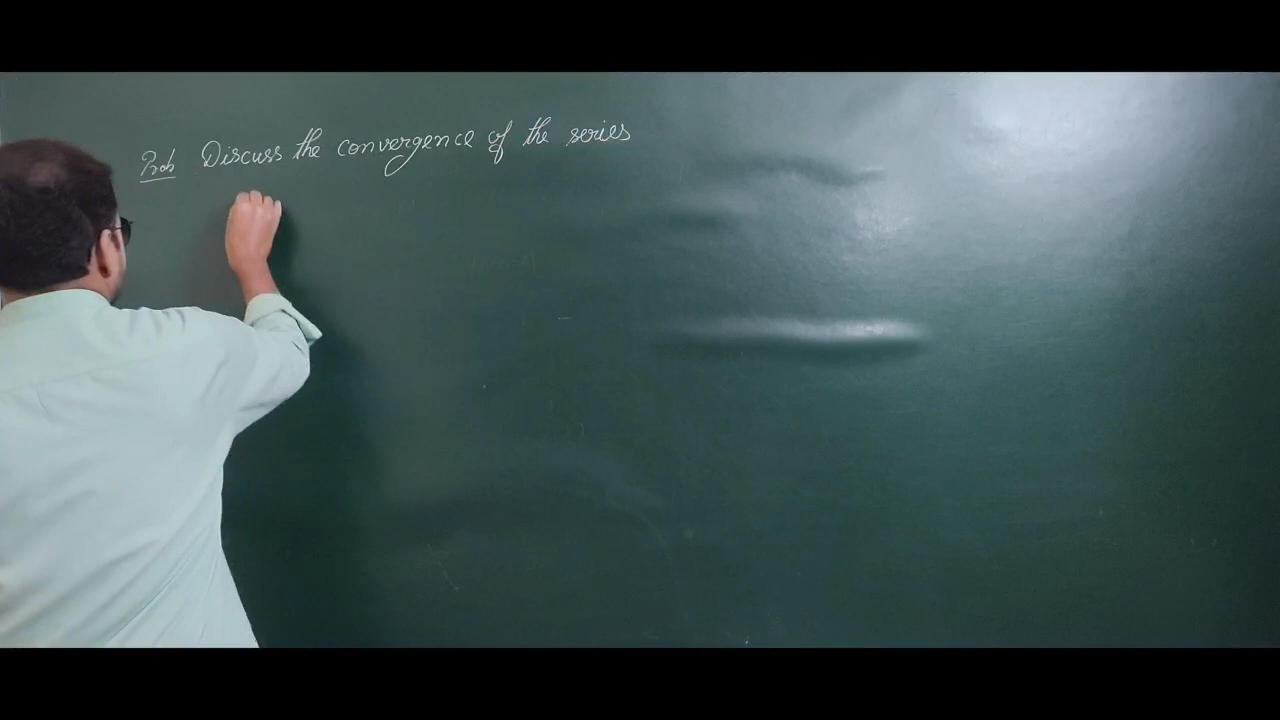 Prob Discuss the convergence of the series